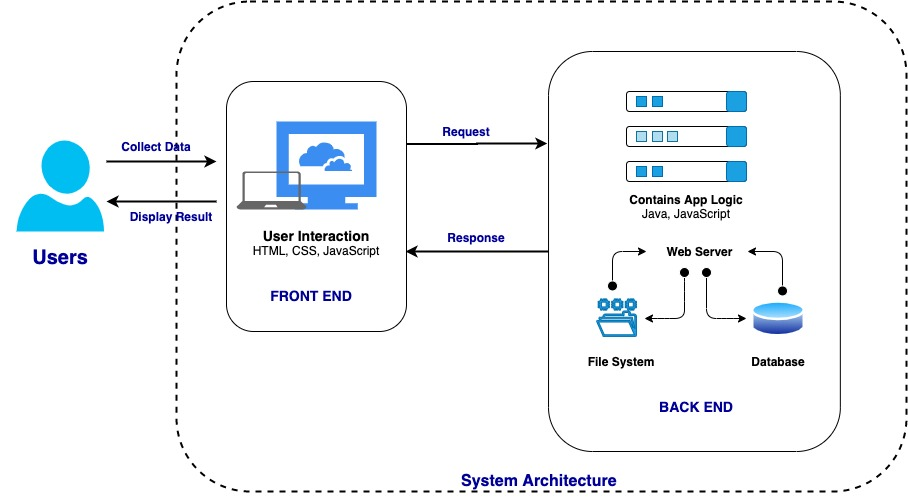 Collect Data
Display Result
Users
User Interaction
HTML, CSS, JavaScript
FRONT END
Request
Response
Contains App Logic
Java, JavaScript
Web Server
File System
Database
BACK END
System Architecture